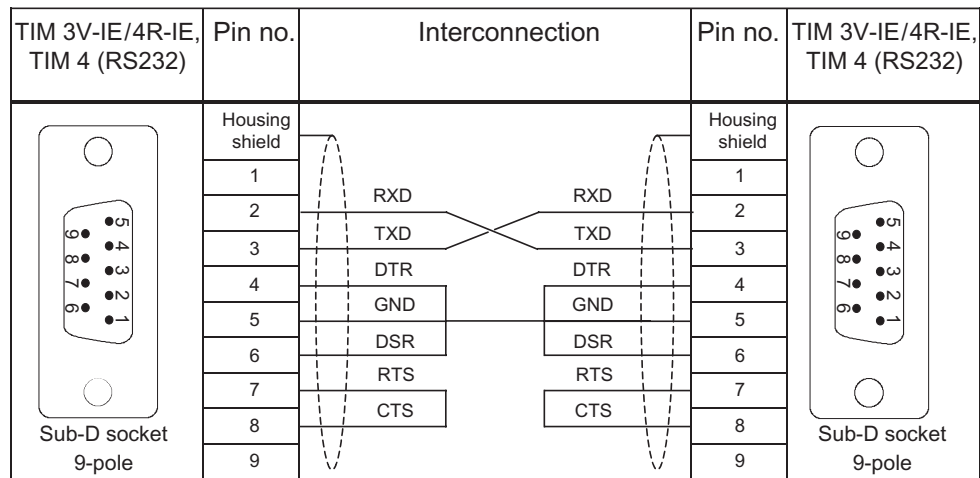 TIM 3V-IE/4R-IE,
TIM 4 (RS232)
Pin no.
Interconnection
Pin no.
TIM 3V-IE/4R-IE,
TIM 4 (RS232)
5
4
3
2
1
9
8
7
6
Sub-D socket
9-pole
Housing
shield
1
2
3
4
5
6
7
8
9
RXD
TXD
DTR
GND
DSR
RTS
CTS
RXD
TXD
DTR
GND
DSR
RTS
CTS
Housing
shield
1
2
3
4
5
6
7
8
9
5
4
3
2
1
9
8
7
6
Sub-D socket
9-pole